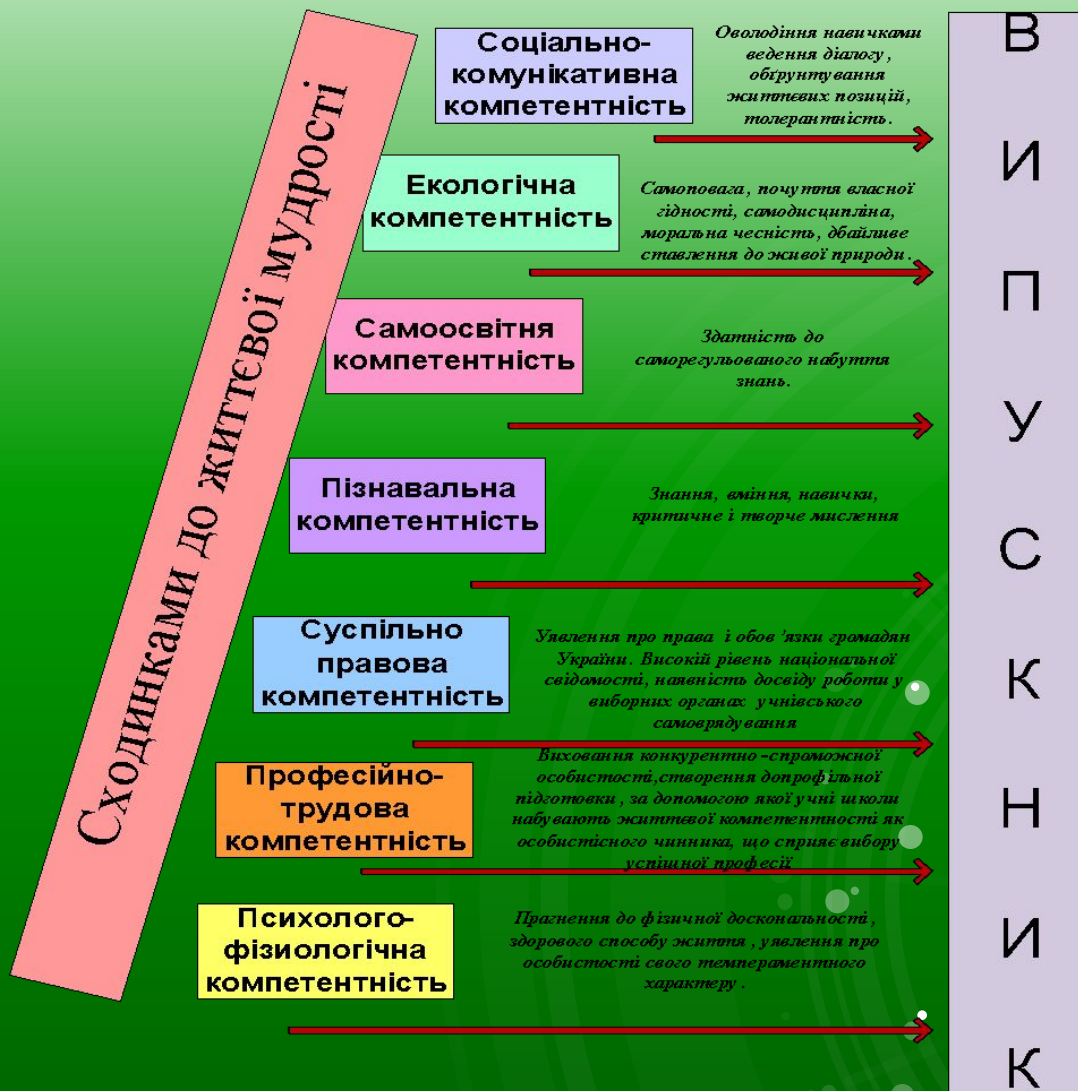 Сходинками до життєвої мудрості
Соціально-
комунікативна
компетентність
Оволодіння навичками
ведення діалогу,
обґрунтування
життєвих позицій,
толерантність.
Екологічна
компетентність
Самоповага, почуття власної
гідності, самодисципліна,
моральна чесність, дбайливе
ставлення до живої природи.
Самоосвітня
компетентність
Здатність до
саморегульованого набуття
знань.
Пізнавальна
компетентність
Знання, вміння, навички,
критичне і творче мислення
Суспільно
правова
компетентність
Уявлення про права і обов'язки громадян
України. Високій рівень національної
свідомості, наявність досвіду роботи у
виборних органах учнівського
самоврядування
Професійно-
трудова
компетентність
Виховання конкурентно-спроможної
особистості,створення допрофільної
підготовки, за допомогою якої учні школи
набувають життєвої компетентності як
особистісного чинника, що сприяє вибору
успішної професії
Психолого-
фізиологічна
компетентність
Прагнення до фізичної доскональності,
здорового способу життя, уявлення про
особистості свого темпераментного
характеру.
В
И
П
У
С
К
Н
И
К